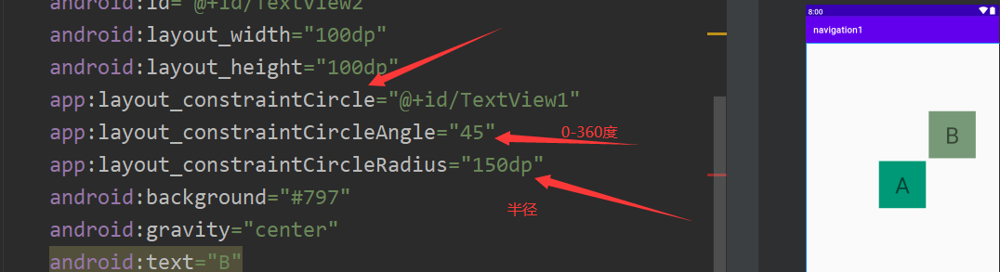 android:id="@+id/TextView2"
android:layout_width="100dp"
android:layout_height="100dp"
app:layout_constraintCircle="@+id/TextView1"
app:layout_constraintCircleAngle="45"
0-360度
app:layout_constraintCircleRadius="150dp"
半径
android:background="#797"
android:gravity="center"
android:text="B"
8:00
navigation1
B
A